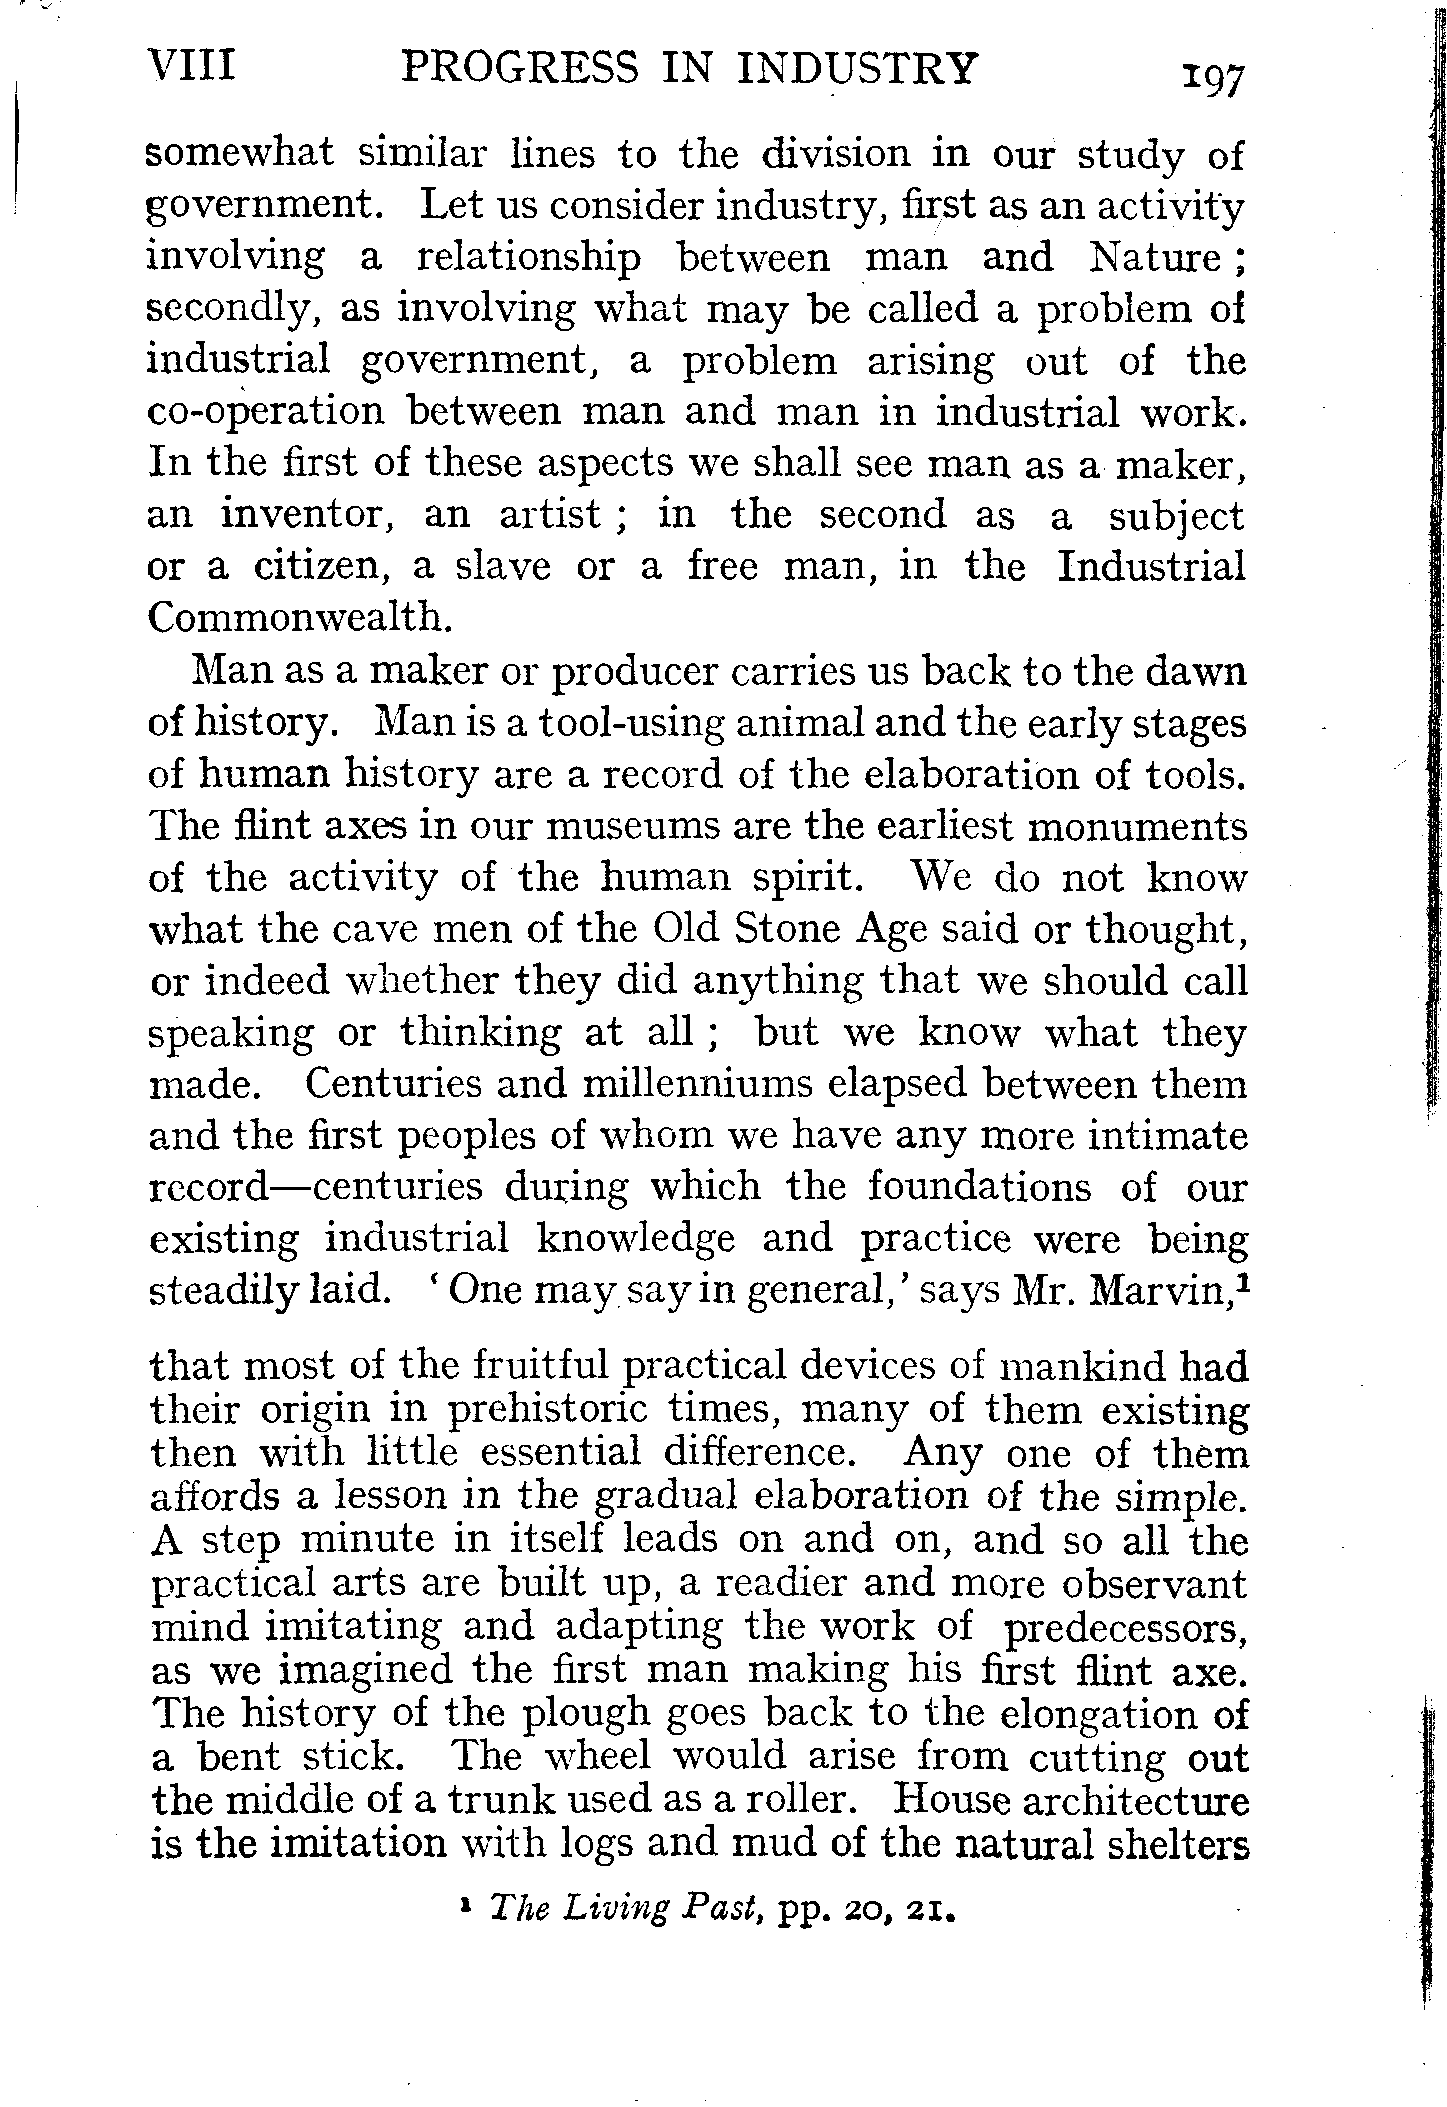 VIII PROGRESS IN INDUSTRY 197
somewhat similar lines to the division in our study of
government. Let us consider industry, first as an activity
involving a relationship between man and Nature ;
secondly, as involving what may be called a problem of
industrial government, a problem arising out of the
co-operation between man and man in industrial work.
In the first of these aspects we shall see man as a maker,
an inventor, an artist ; in the second as a subject
or a citizen, a slave or a free man, in the Industrial
Commonwealth.
Man as a maker or producer carries us back to the dawn
of history. Man is a tool-using animal and the early stages
of human history are a record of the elaboration of tools.
The flint axes in our museums are the earliest monuments
of the activity of the human spirit. We do not know
what the cave men of the Old Stone Age said or thought,
or indeed whether they did anything that we should call
speaking or thinking at all ; but we know what they
made. Centuries and millenniums elapsed between them
and the first peoples of whom we have any more intimate
record—centuries during which the foundations of our
existing industrial knowledge and practice were being
steadily laid. ‘ One may say in general,’ says Mr. Marvin,¹
that most of the fruitful practical devices of mankind had
their origin in prehistoric times, many of them existing
then with little essential difference. Any one of them
affords a lesson in the gradual elaboration of the simple.
A step minute in itself leads on and on, and so all the
practical arts are built up, a readier and more observant
mind imitating and adapting the work of predecessors,
as we imagined the first man making his first flint axe.
The history of the plough goes back to the elongation of
a bent stick. The wheel would arise from cutting out
the middle of a trunk used as a roller. House architecture
is the imitation with logs and mud of the natural shelters
¹ The Living Past, pp. 20, 21.